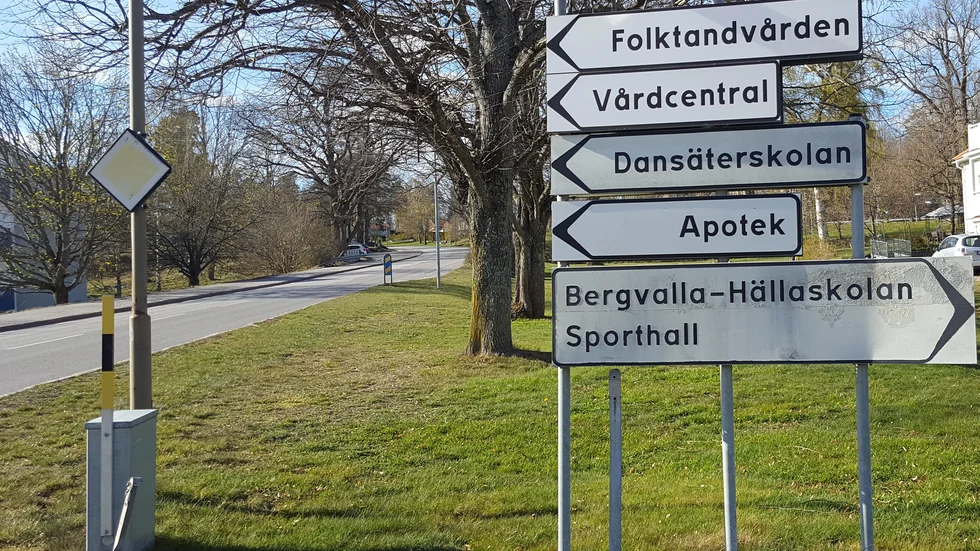 Folktandvården
Vårdcentral
Dansäterskolan
Apotek
Bergvalla-Hällaskolan
Sporthall